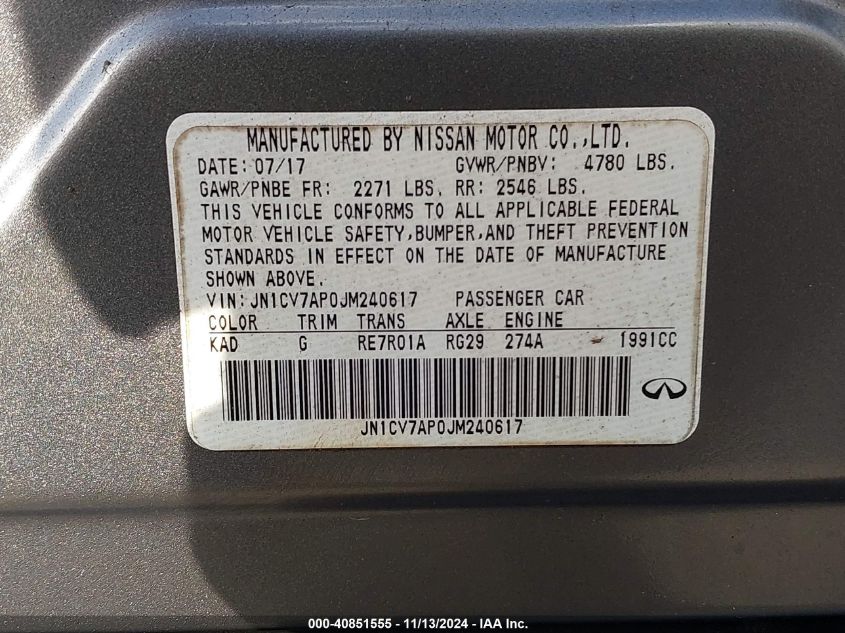 MANUFACTURED BY NISSAN MOTOR CO.,LTD.
DATE: 07/17 GVWR/PNBV: 4780 LBS.
GAWR/PNBE FR: 2271 LBS. RR: 2546 LBS.
THIS VEHICLE CONFORMS TO ALL APPLICABLE FEDERAL
MOTOR VEHICLE SAFETY,BUMPER,AND THEFT PREVENTION
STANDARDS IN EFFECT ON THE DATE OF MANUFACTURE
SHOWN ABOVE.
VIN: JN1CV7AP0JM240617 PASSENGER CAR
COLOR TRIM TRANS AXLE ENGINE
KAD G RE7R01A RG29 274A - 1991CC
JN1CV7AP0JM240617
000-40851555 - 11/13/2024 - IAA Inc.